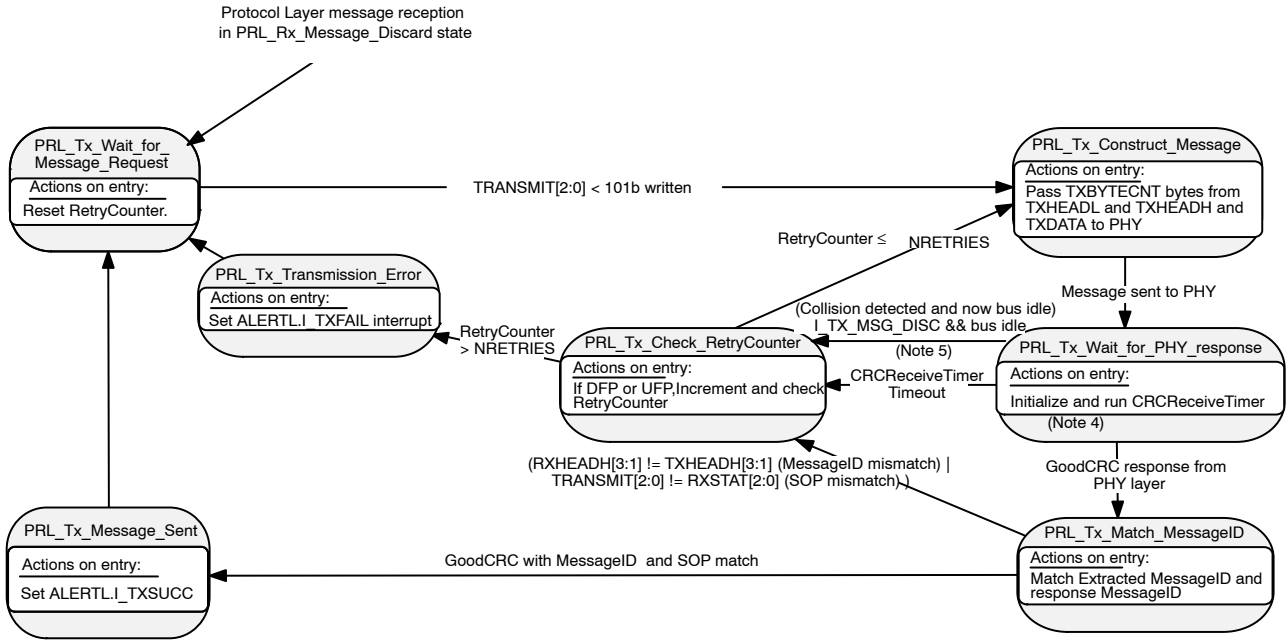 Protocol Layer message reception
in PRL_Rx_Message_Discard state
PRL_Tx_Wait_for_
Message_Request
Actions on entry:
Reset RetryCounter.
TRANSMIT[2:0] < 101b written
PRL_Tx_Construct_Message
Actions on entry:
Pass TXBYTECNT bytes from
TXHEADL and TXHEADH and
TXDATA to PHY
RetryCounter ≤ NRETRIES
PRL_Tx_Transmission_Error
Actions on entry:
Set ALERTL.I_TXFAIL interrupt
RetryCounter
> NRETRIES
Message sent to PHY
(Collision detected and now bus idle)
I_TX_MSG_DISC && bus idle
(Note 5)
PRL_Tx_Check_RetryCounter
Actions on entry:
If DFP or UFP,Increment and check
RetryCounter
CRCReceiveTimer
Timeout
PRL_Tx_Wait_for_PHY_response
Actions on entry:
Initialize and run CRCReceiveTimer
(Note 4)
(RXHEADH[3:1] != TXHEADH[3:1] (MessageID mismatch) |
TRANSMIT[2:0] != RXSTAT[2:0] (SOP mismatch) )
GoodCRC response from
PHY layer
PRL_Tx_Message_Sent
Actions on entry:
Set ALERTL.I_TXSUCC
GoodCRC with MessageID and SOP match
PRL_Tx_Match_MessageID
Actions on entry:
Match Extracted MessageID and
response MessageID